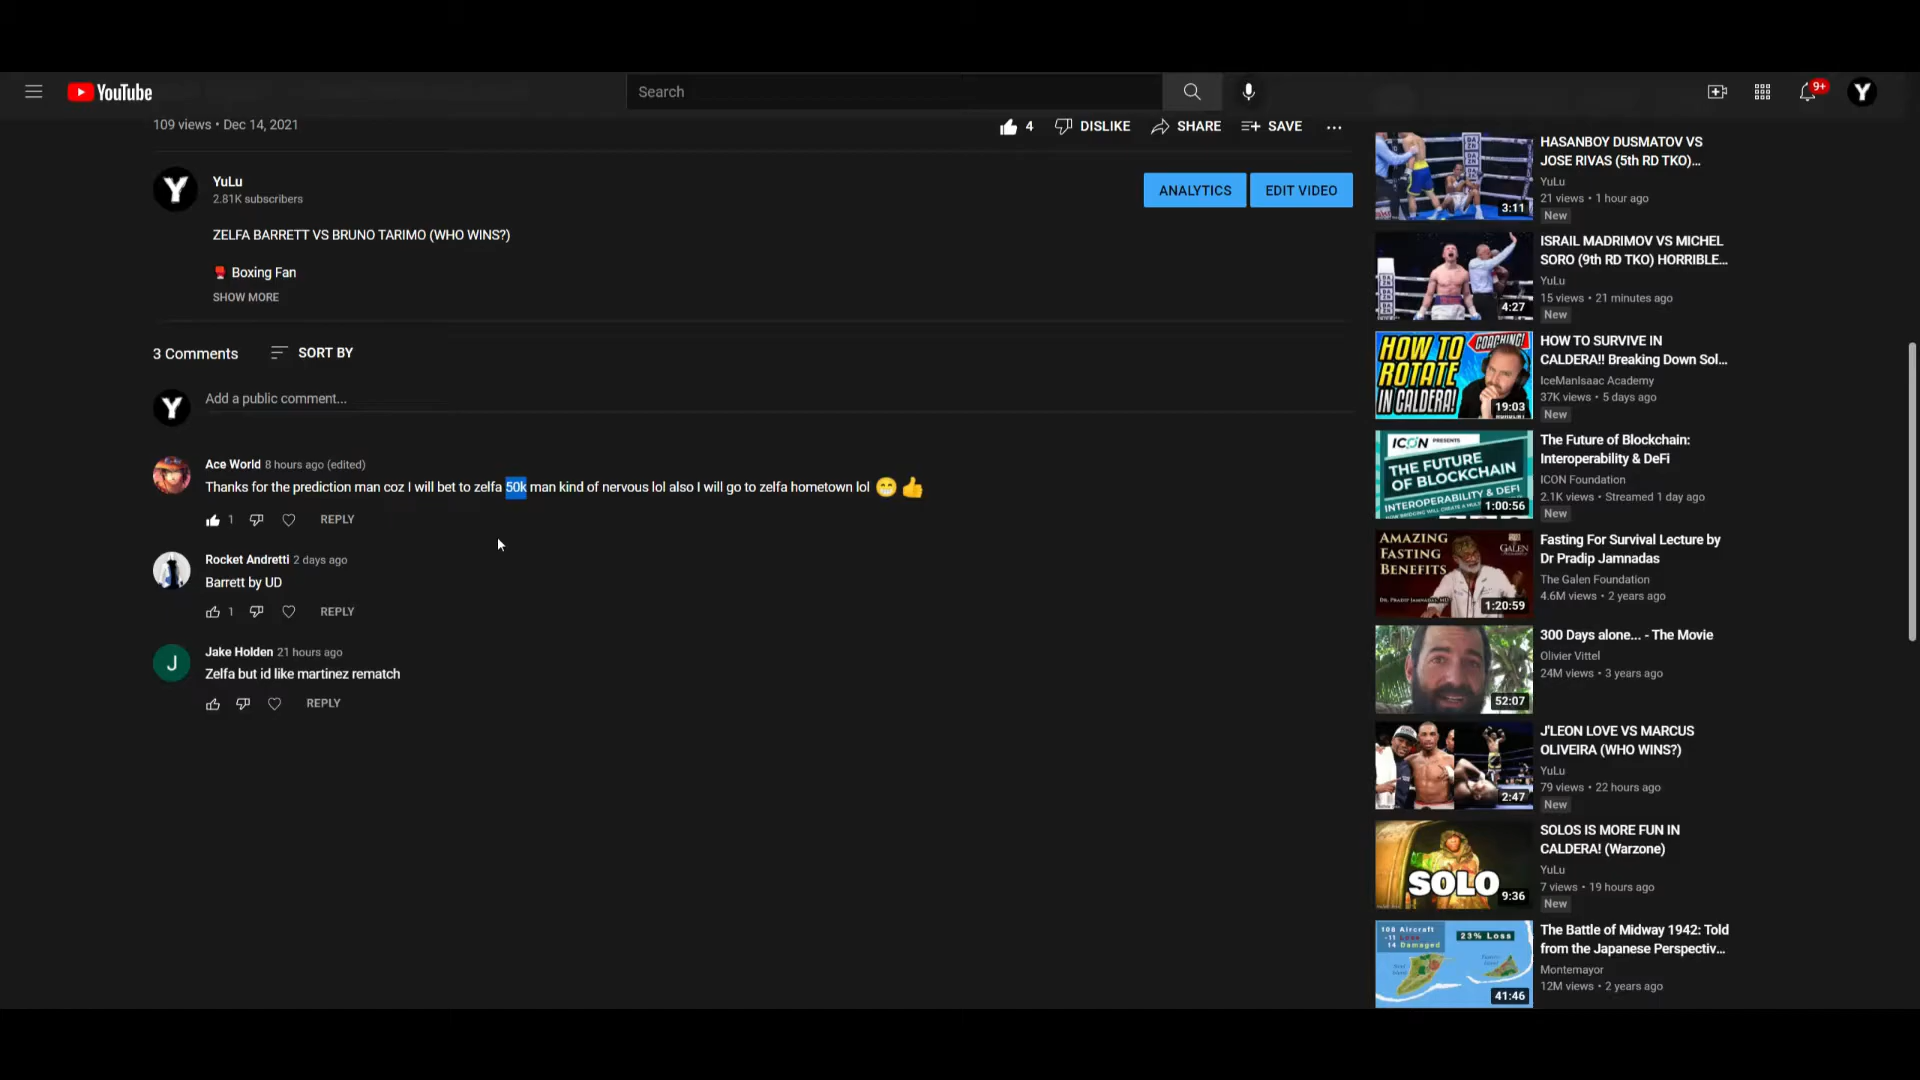 YouTube
Search
9+
Y
109 views • Dec 14, 2021
4
DISLIKE
SHARE
SAVE
Y
YuLu
2.81K subscribers
ANALYTICS
EDIT VIDEO
ZELFA BARRETT VS BRUNO TARIMO (WHO WINS?)
Boxing Fan
SHOW MORE
3 Comments
SORT BY
Y
Add a public comment...
Ace World 8 hours ago (edited)
Thanks for the prediction man coz I will bet to zelfa 50k man kind of nervous lol also I will go to zelfa hometown lol 😁👍
1
REPLY
Rocket Andretti 2 days ago
Barrett by UD
1
REPLY
J
Jake Holden 21 hours ago
Zelfa but id like martinez rematch
REPLY
3:11
HASANBOY DUSMATOV VS
JOSE RIVAS (5th RD TKO)...
YuLu
21 views • 1 hour ago
New
4:27
ISRAIL MADRIMOV VS MICHEL
SORO (9th RD TKO) HORRIBLE...
YuLu
15 views • 21 minutes ago
New
HOW TO
ROTATE
IN CALDERA!
COACHING!
19:03
HOW TO SURVIVE IN
CALDERA!! Breaking Down Sol...
IceManIsaac Academy
37K views • 5 days ago
New
ICON PRESENTS
THE FUTURE
OF BLOCKCHAIN
INTEROPERABILITY & DEFI
1:00:56
The Future of Blockchain:
Interoperability & DeFi
ICON Foundation
2.1K views • Streamed 1 day ago
New
AMAZING
FASTING
BENEFITS
GALEN
DR. PRADIP JAMNADAS, MD
1:20:59
Fasting For Survival Lecture by
Dr Pradip Jamnadas
The Galen Foundation
4.6M views • 2 years ago
52:07
300 Days alone... - The Movie
Olivier Vittel
24M views • 3 years ago
2:47
J'LEON LOVE VS MARCUS
OLIVEIRA (WHO WINS?)
YuLu
79 views • 22 hours ago
New
SOLO
9:36
SOLOS IS MORE FUN IN
CALDERA! (Warzone)
YuLu
7 views • 19 hours ago
New
108 Aircraft
14 Damaged
23% Loss
41:46
The Battle of Midway 1942: Told
from the Japanese Perspectiv...
Montemayor
12M views • 2 years ago